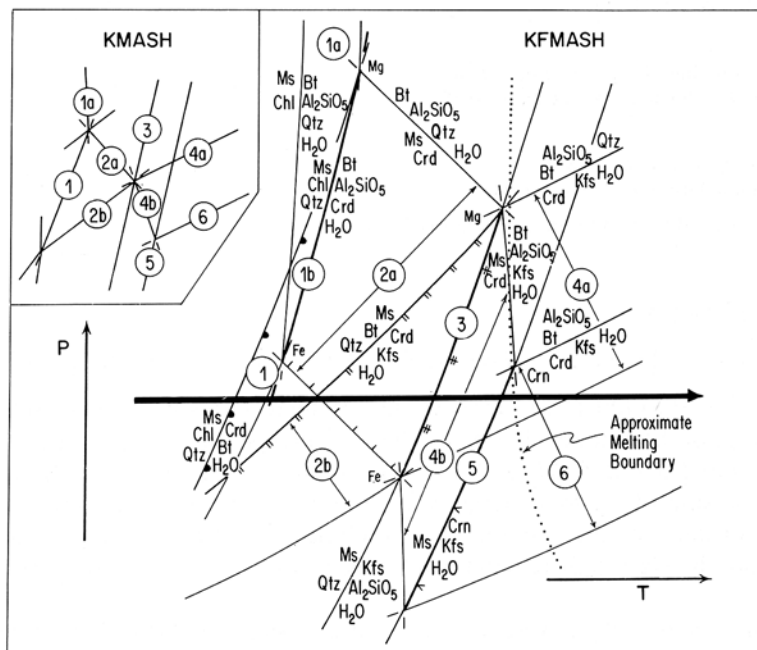 KMASH
1a
3
4a
2a
1
2b
4b
6
5
KFMASH
1a
Mg
Ms
Chl
Bt
Al₂SiO₅
Qtz
H₂O
Bt
Al₂SiO₅
Qtz
Ms
Crd
H₂O
Ms
Chl
Qtz
Bt
Al₂SiO₅
Crd
H₂O
1b
2a
Mg
Al₂SiO₅ Qtz
Bt
Crd Kfs H₂O
Ms
Crd
Bt
Al₂SiO₅
Kfs
H₂O
4a
3
Al₂SiO₅
Bt
Crd Kfs H₂O
Crn
Fe
1
Qtz
Bt
Ms
Crd
Kfs
H₂O
Ms
Chl
Qtz
Crd
Bt
H₂O
2b
Fe
4b
5
6
Approximate
Melting
Boundary
Ms
Qtz
Kfs
Al₂SiO₅
H₂O
Ms
Crn
Kfs
H₂O
P
T